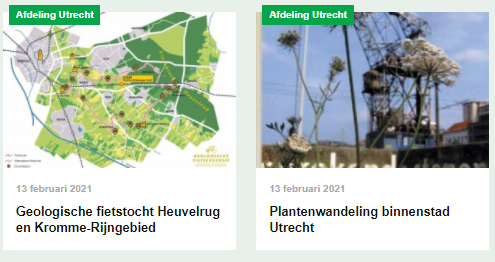 Afdeling Utrecht
13 februari 2021
Geologische fietstocht Heuvelrug
en Kromme-Rijngebied
Afdeling Utrecht
13 februari 2021
Plantenwandeling binnenstad
Utrecht